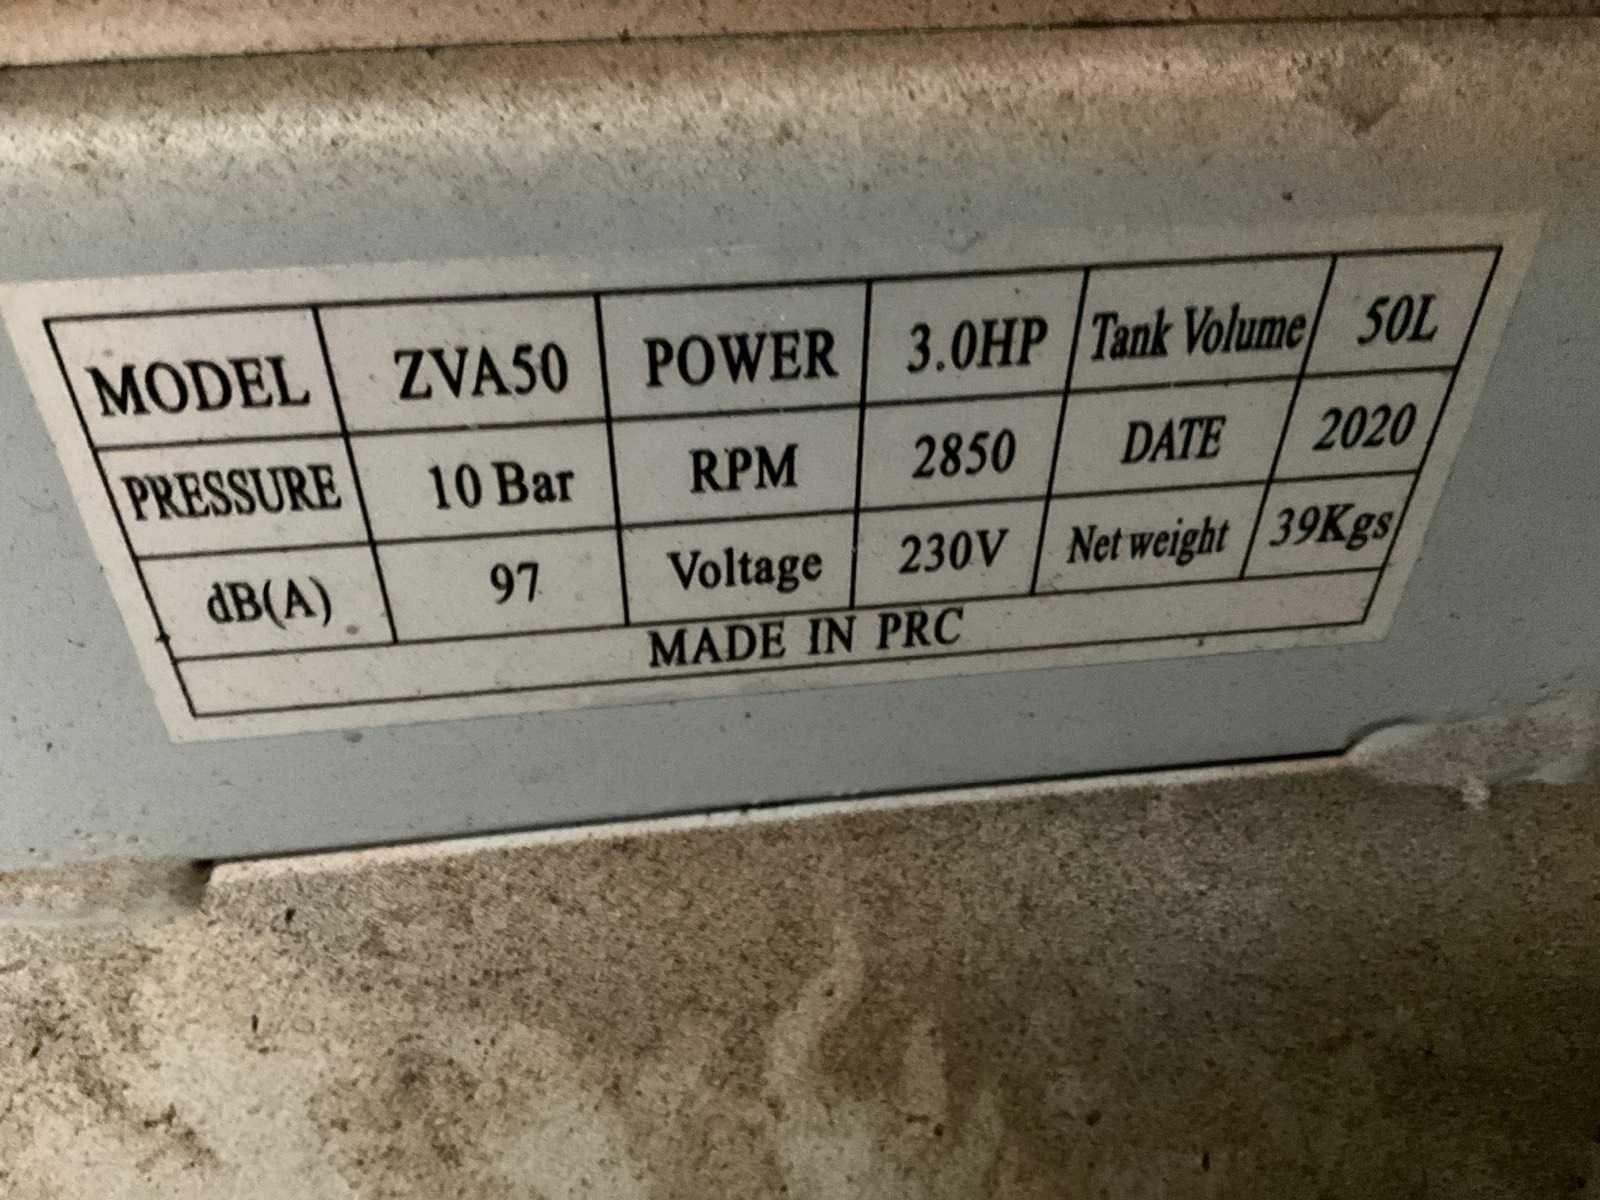 MODEL ZVA50 POWER 3.0HP Tank Volume 50L
PRESSURE 10 Bar RPM 2850 DATE 2020
dB(A) 97 Voltage 230V Net weight 39Kgs
MADE IN PRC